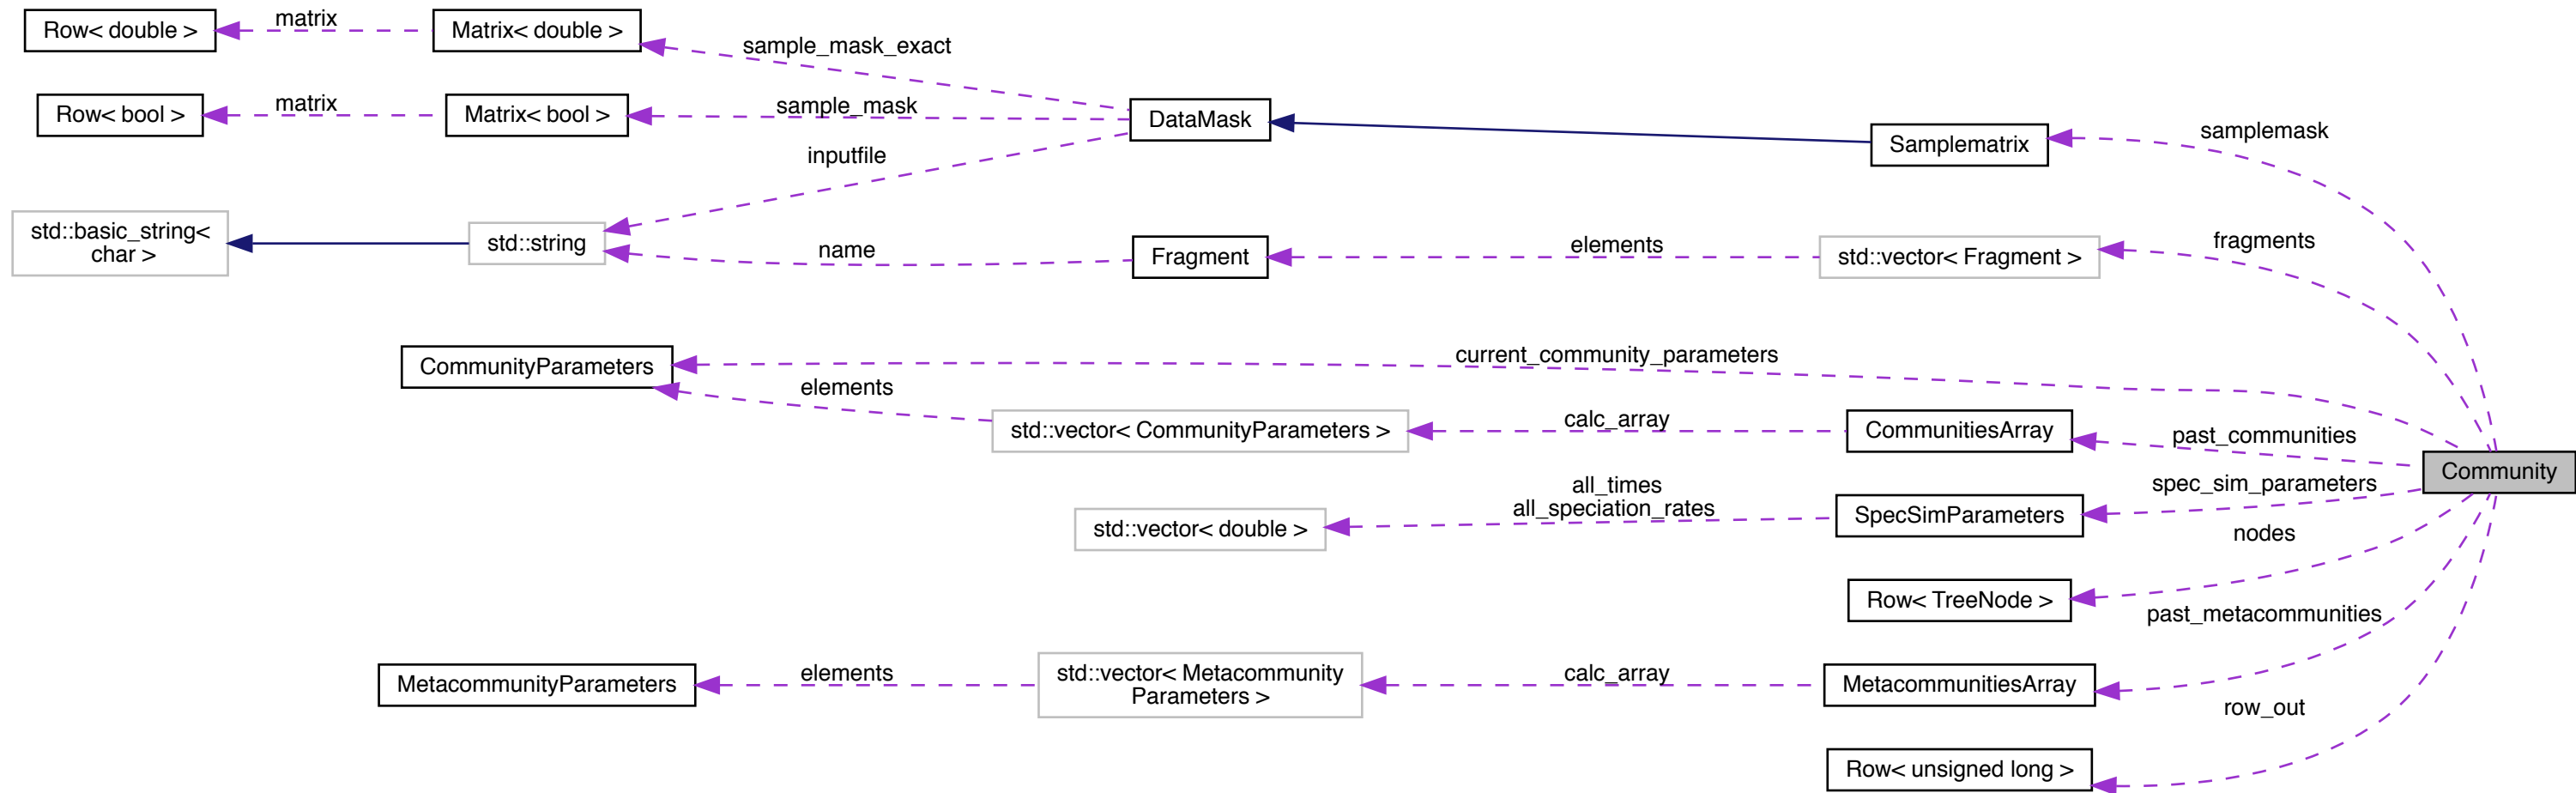 Row< double >
matrix
Matrix< double >
sample_mask_exact
Row< bool >
matrix
Matrix< bool >
sample_mask
DataMask
inputfile
Samplematrix
samplemask
std::basic_string<
char >
std::string
name
Fragment
elements
std::vector< Fragment >
fragments
CommunityParameters
current_community_parameters
elements
std::vector< CommunityParameters >
calc_array
CommunitiesArray
past_communities
Community
std::vector< double >
all_times
all_speciation_rates
SpecSimParameters
spec_sim_parameters
nodes
Row< TreeNode >
past_metacommunities
MetacommunityParameters
elements
std::vector< Metacommunity
Parameters >
calc_array
MetacommunitiesArray
row_out
Row< unsigned long >